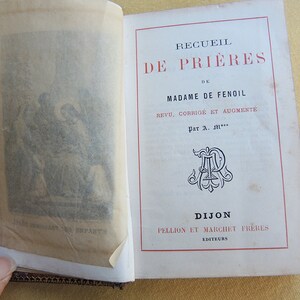 RECUEIL
DE PRIÈRES
DE
MADAME DE FENOIL
REVU, CORRIGÉ ET AUGMENTÉ
Par A. M***
DIJON
PELLION ET MARCHET FRÈRES
ÉDITEURS